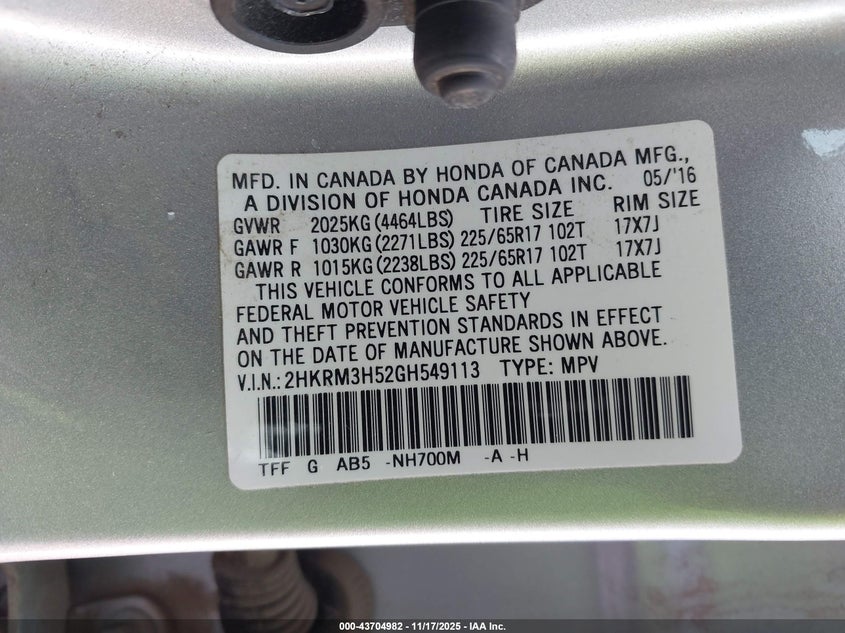 MFD. IN CANADA BY HONDA OF CANADA MFG.,
A DIVISION OF HONDA CANADA INC. 05/'16
GVWR 2025KG (4464LBS) TIRE SIZE RIM SIZE
GAWR F 1030KG (2271LBS) 225/65R17 102T 17X7J
GAWR R 1015KG (2238LBS) 225/65R17 102T 17X7J
THIS VEHICLE CONFORMS TO ALL APPLICABLE
FEDERAL MOTOR VEHICLE SAFETY
AND THEFT PREVENTION STANDARDS IN EFFECT
ON THE DATE OF MANUFACTURE SHOWN ABOVE.
V.I.N.: 2HKRM3H52GH549113 TYPE: MPV
TFF G AB5 -NH700M -A -H
000-43704982 - 11/17/2025 - IAA Inc.